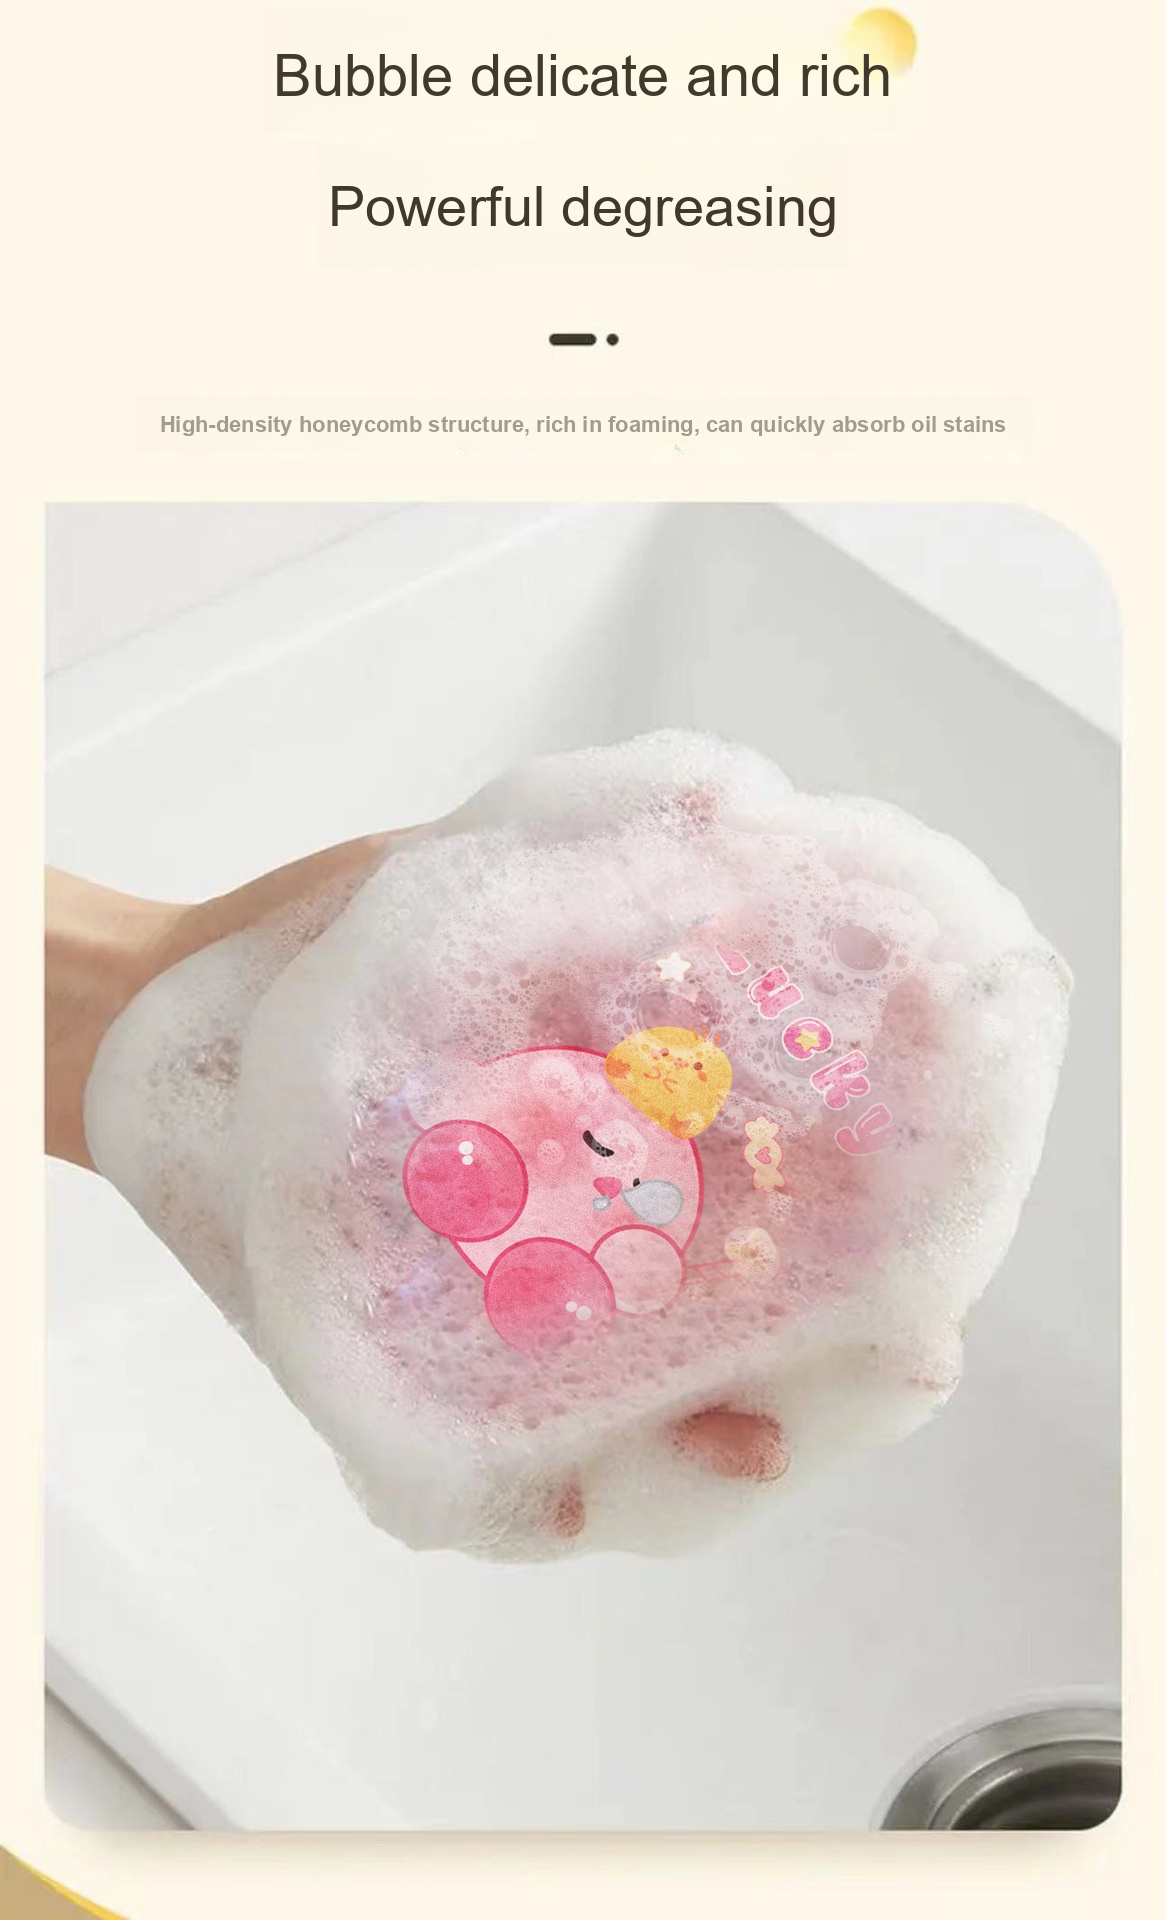 Bubble delicate and rich
Powerful degreasing
High-density honeycomb structure, rich in foaming, can quickly absorb oil stains
Lucky